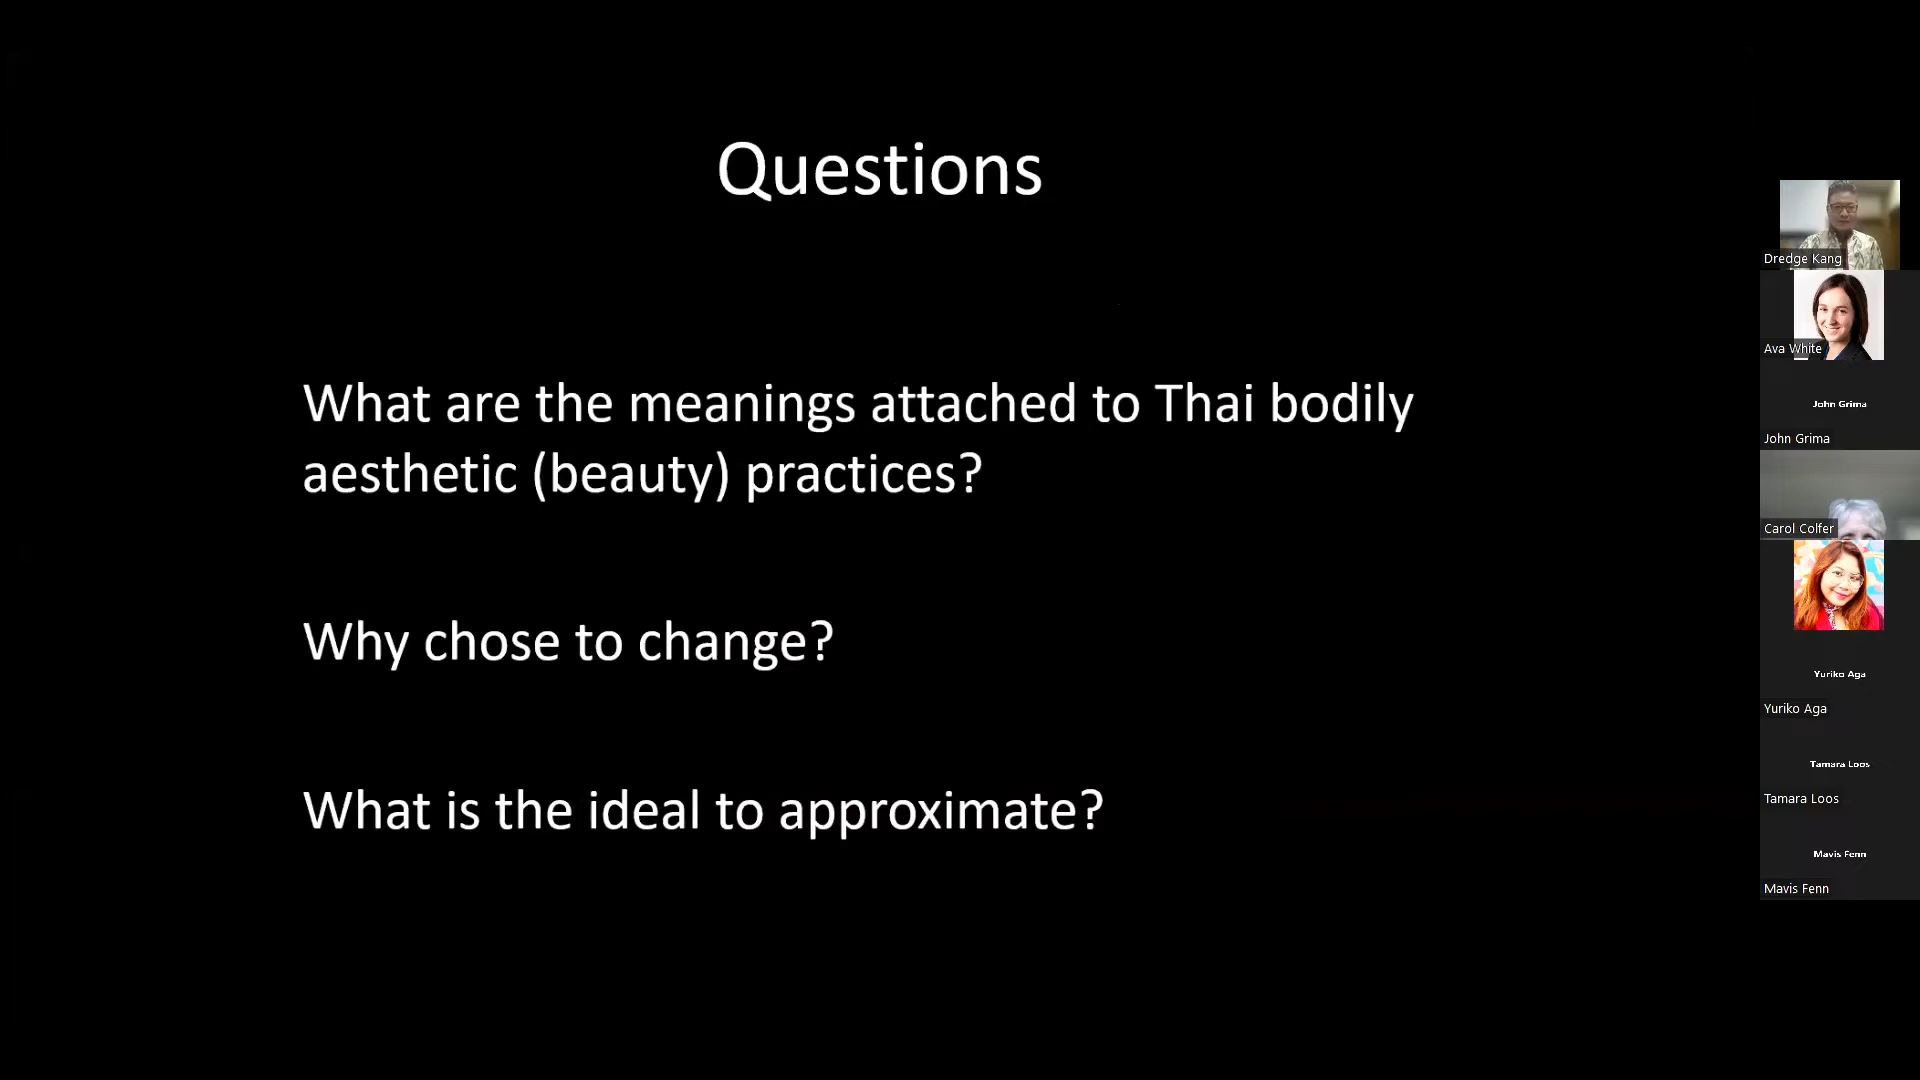 Questions
What are the meanings attached to Thai bodily
aesthetic (beauty) practices?
Why chose to change?
What is the ideal to approximate?
Dredge Kang
Ava White
John Grima
John Grima
Carol Colfer
Yuriko Aga
Yuriko Aga
Tamara Loos
Tamara Loos
Mavis Fenn
Mavis Fenn